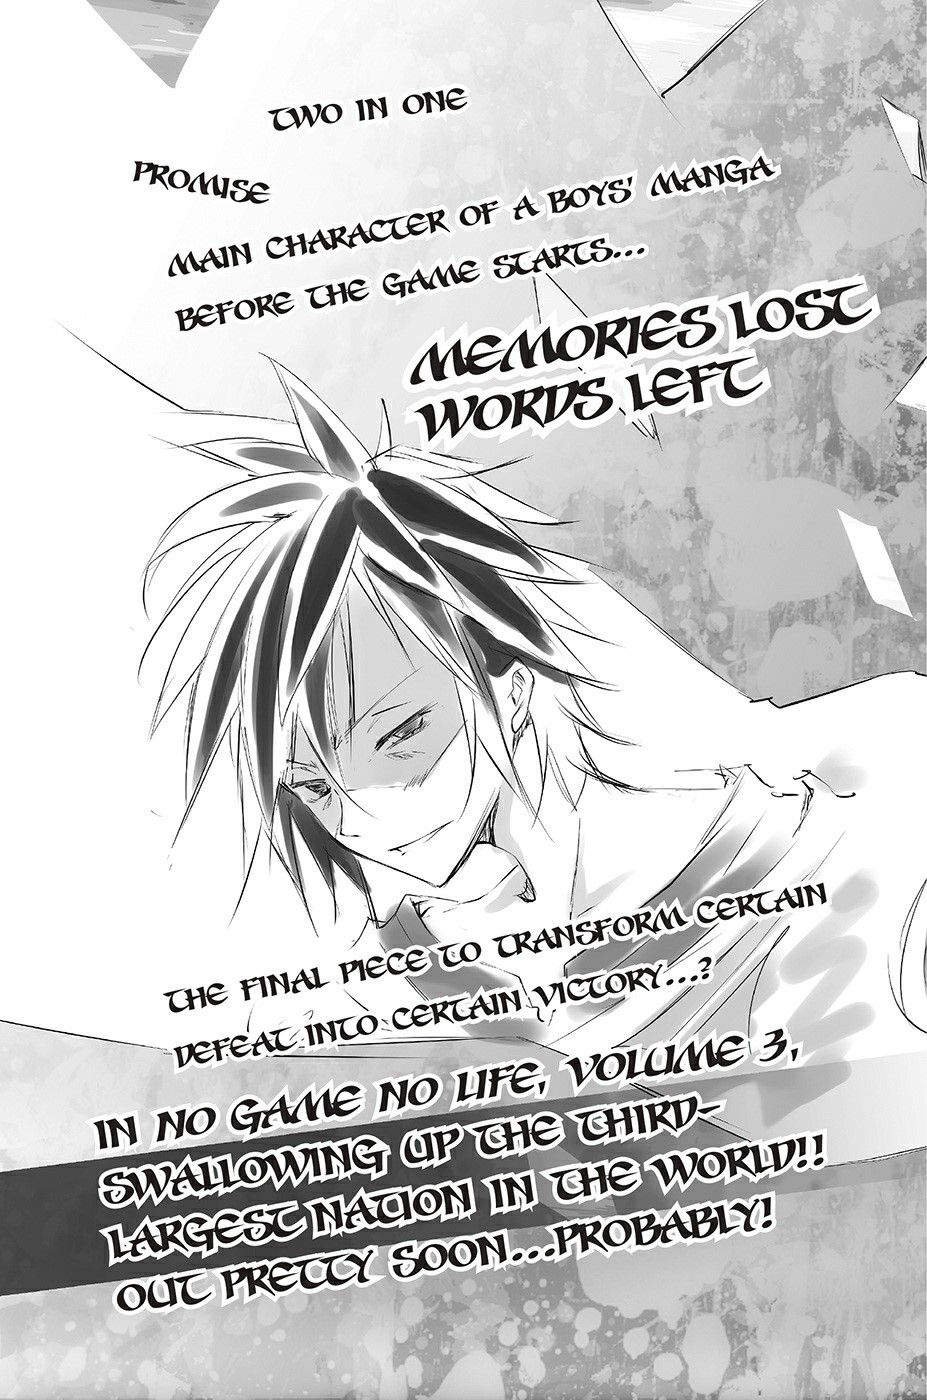 TWO IN ONE
PROMISE
MAIN CHARACTER OF A BOYS' MANGA
BEFORE THE GAME STARTS...
MEMORIES LOST
WORDS LEFT
THE FINAL PIECE TO TRANSFORM CERTAIN
DEFEAT INTO CERTAIN VICTORY...?
IN NO GAME NO LIFE, VOLUME 3,
SWALLOWING UP THE THIRD-
LARGEST NATION IN THE WORLD!!
OUT PRETTY SOON...PROBABLY!